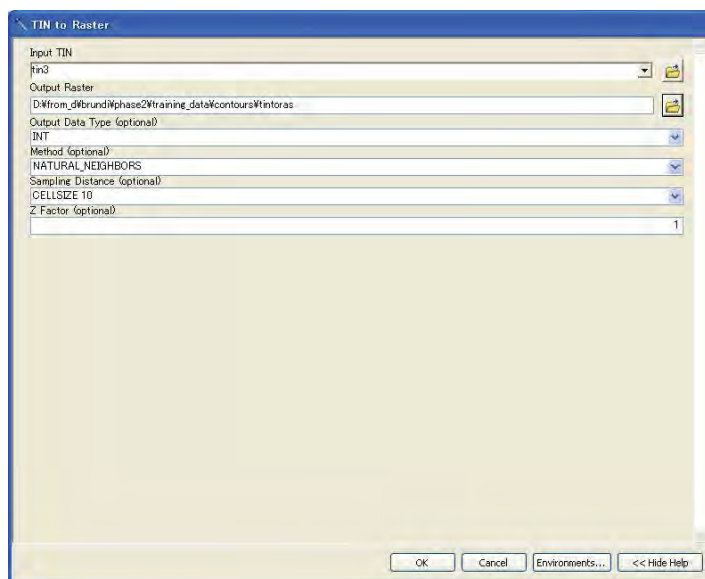 TIN to Raster
Input TIN
tin3
Output Raster
D:¥from_d¥brundi¥phase2¥training_data¥contours¥tintoras
Output Data Type (optional)
INT
Method (optional)
NATURAL_NEIGHBORS
Sampling Distance (optional)
CELLSIZE 10
Z Factor (optional)
1
OK
Cancel
Environments...
<< Hide Help